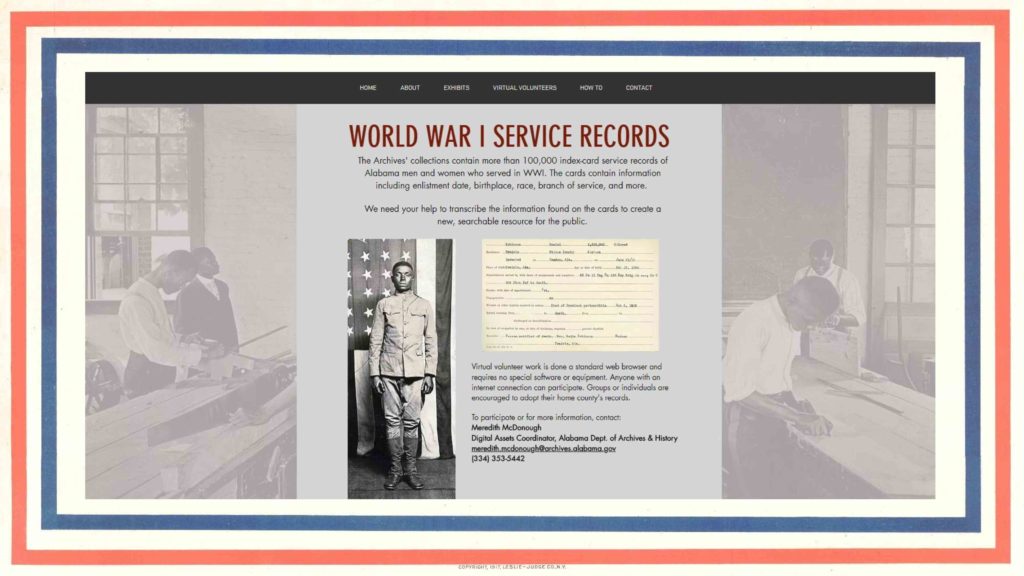 HOME ABOUT EXHIBITS VIRTUAL VOLUNTEERS HOW TO CONTACT
WORLD WAR I SERVICE RECORDS
The Archives' collections contain more than 100,000 index-card service records of
Alabama men and women who served in WWI. The cards contain information
including enlistment date, birthplace, race, branch of service, and more.
We need your help to transcribe the information found on the cards to create a
new, searchable resource for the public.
Virtual volunteer work is done a standard web browser and
requires no special software or equipment. Anyone with an
internet connection can participate. Groups or individuals are
encouraged to adopt their home county's records.
To participate or for more information, contact:
Meredith McDonough
Digital Assets Coordinator, Alabama Dept. of Archives & History
meredith.mcdonough@archives.alabama.gov
(334) 353-5442
COPYRIGHT, 1917, LESLIE-JUDGE CO., N.Y.